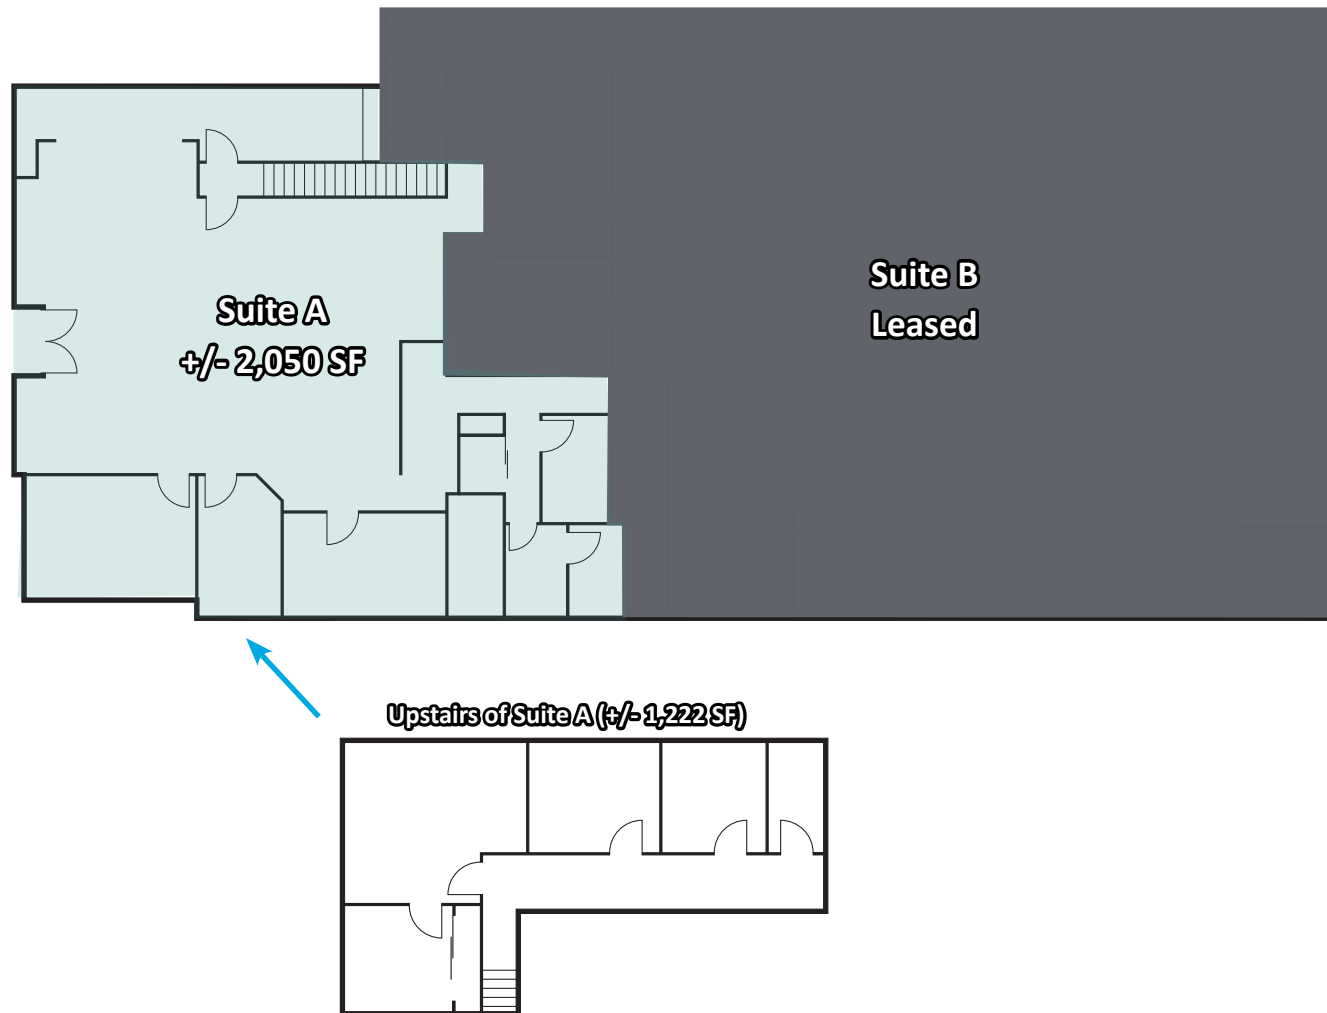 Suite A
+/- 2,050 SF
Suite B
Leased
Upstairs of Suite A (+/- 1,222 SF)